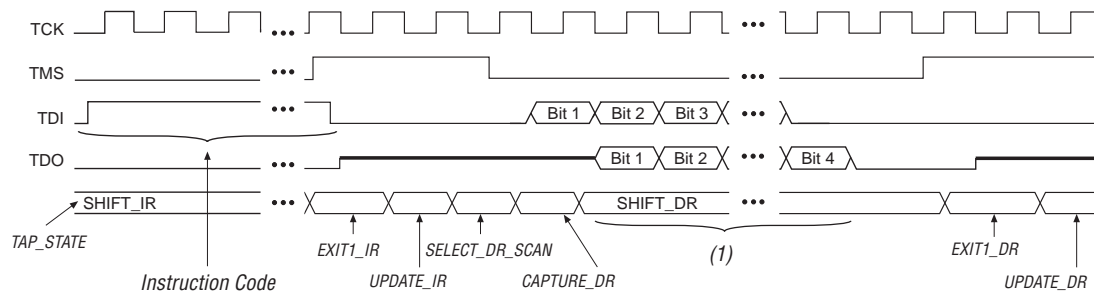 TCK
TMS
TDI
Bit 1 Bit 2 Bit 3
TDO
Bit 1 Bit 2 Bit 4
SHIFT_IR SHIFT_DR
TAP_STATE
EXIT1_IR SELECT_DR_SCAN (1) EXIT1_DR
Instruction Code UPDATE_IR CAPTURE_DR UPDATE_DR